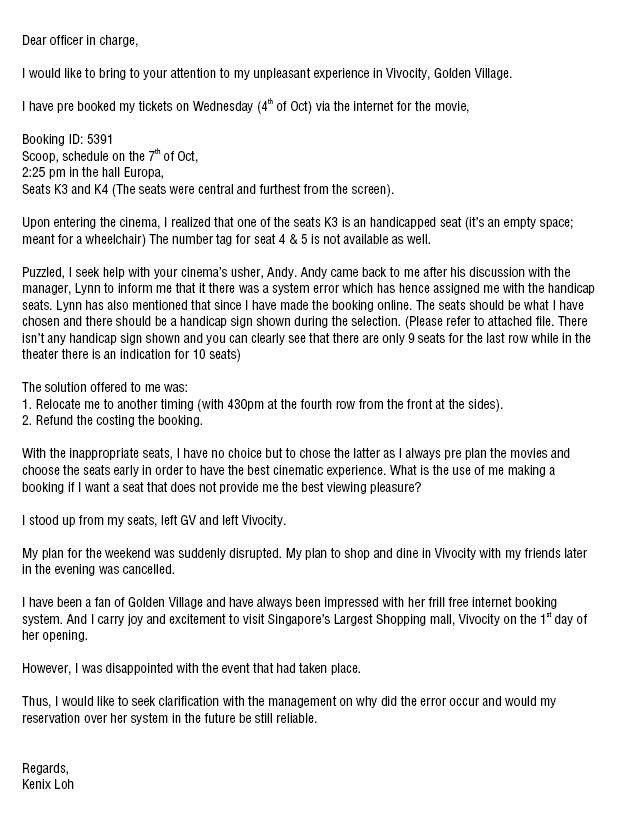 Dear officer in charge,
I would like to bring to your attention to my unpleasant experience in Vivocity, Golden Village.
I have pre booked my tickets on Wednesday (4th of Oct) via the internet for the movie,
Booking ID: 5391
Scoop, schedule on the 7th of Oct,
2:25 pm in the hall Europa,
Seats K3 and K4 (The seats were central and furthest from the screen).
Upon entering the cinema, I realized that one of the seats K3 is an handicapped seat (it's an empty space;
meant for a wheelchair) The number tag for seat 4 & 5 is not available as well.
Puzzled, I seek help with your cinema's usher, Andy. Andy came back to me after his discussion with the
manager, Lynn to inform me that it there was a system error which has hence assigned me with the handicap
seats. Lynn has also mentioned that since I have made the booking online. The seats should be what I have
chosen and there should be a handicap sign shown during the selection. (Please refer to attached file. There
isn't any handicap sign shown and you can clearly see that there are only 9 seats for the last row while in the
theater there is an indication for 10 seats)
The solution offered to me was:
1. Relocate me to another timing (with 430pm at the fourth row from the front at the sides).
2. Refund the costing the booking.
With the inappropriate seats, I have no choice but to chose the latter as I always pre plan the movies and
choose the seats early in order to have the best cinematic experience. What is the use of me making a
booking if I want a seat that does not provide me the best viewing pleasure?
I stood up from my seats, left GV and left Vivocity.
My plan for the weekend was suddenly disrupted. My plan to shop and dine in Vivocity with my friends later
in the evening was cancelled.
I have been a fan of Golden Village and have always been impressed with her frill free internet booking
system. And I carry joy and excitement to visit Singapore's Largest Shopping mall, Vivocity on the 1st day of
her opening.
However, I was disappointed with the event that had taken place.
Thus, I would like to seek clarification with the management on why did the error occur and would my
reservation over her system in the future be still reliable.
Regards,
Kenix Loh